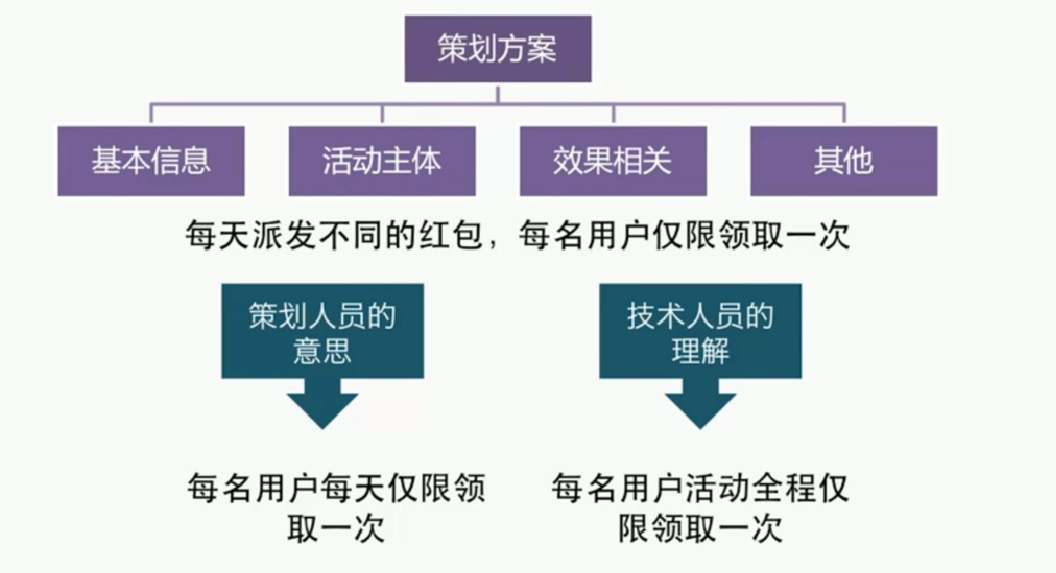 策划方案
基本信息
活动主体
效果相关
其他
每天派发不同的红包，每名用户仅限领取一次
策划人员的
意思
技术人员的
理解
每名用户每天仅限领
取一次
每名用户活动全程仅
限领取一次